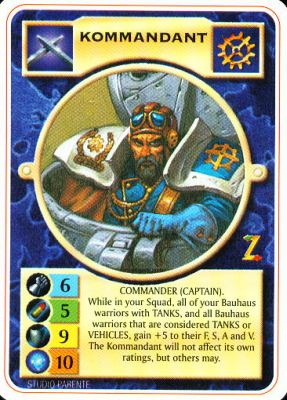 KOMMANDANT
Z
6
5
9
10
COMMANDER (CAPTAIN).
While in your Squad, all of your Bauhaus
warriors with TANKS, and all Bauhaus
warriors that are considered TANKS or
VEHICLES, gain +5 to their F, S, A and V.
The Kommandant will not affect its own
ratings, but others may.
STUDIO PARENTE